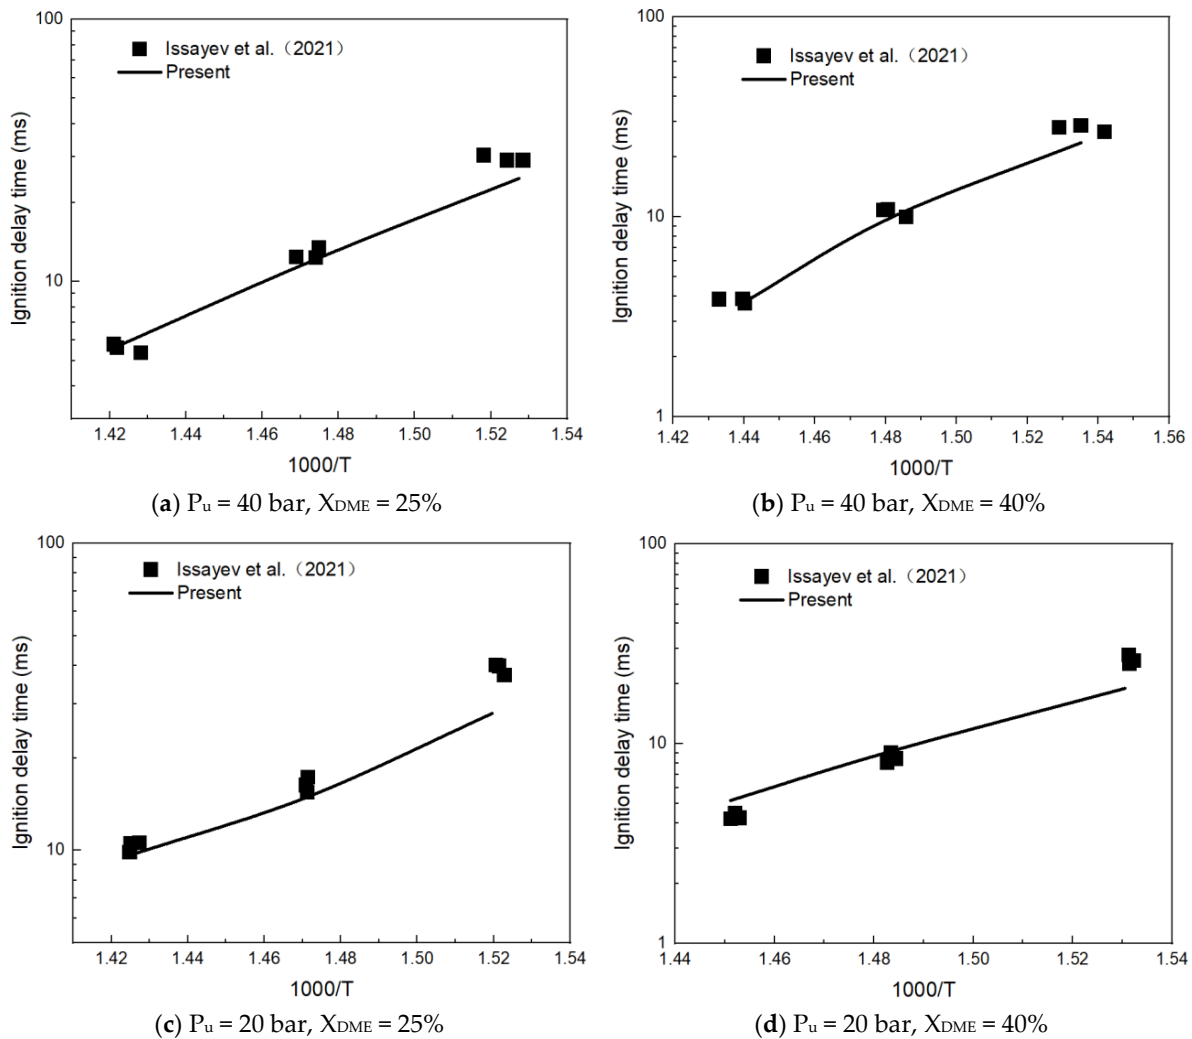 100
10
Ignition delay time (ms)
Issayev et al.（2021）
Present
1.42 1.44 1.46 1.48 1.50 1.52 1.54
1000/T
(a) Pu = 40 bar, XDME = 25%
100
10
1
Ignition delay time (ms)
Issayev et al.（2021）
Present
1.42 1.44 1.46 1.48 1.50 1.52 1.54 1.56
1000/T
(b) Pu = 40 bar, XDME = 40%
100
10
Ignition delay time (ms)
Issayev et al.（2021）
Present
1.42 1.44 1.46 1.48 1.50 1.52 1.54
1000/T
(c) Pu = 20 bar, XDME = 25%
100
10
1
Ignition delay time (ms)
Issayev et al.（2021）
Present
1.44 1.46 1.48 1.50 1.52 1.54
1000/T
(d) Pu = 20 bar, XDME = 40%